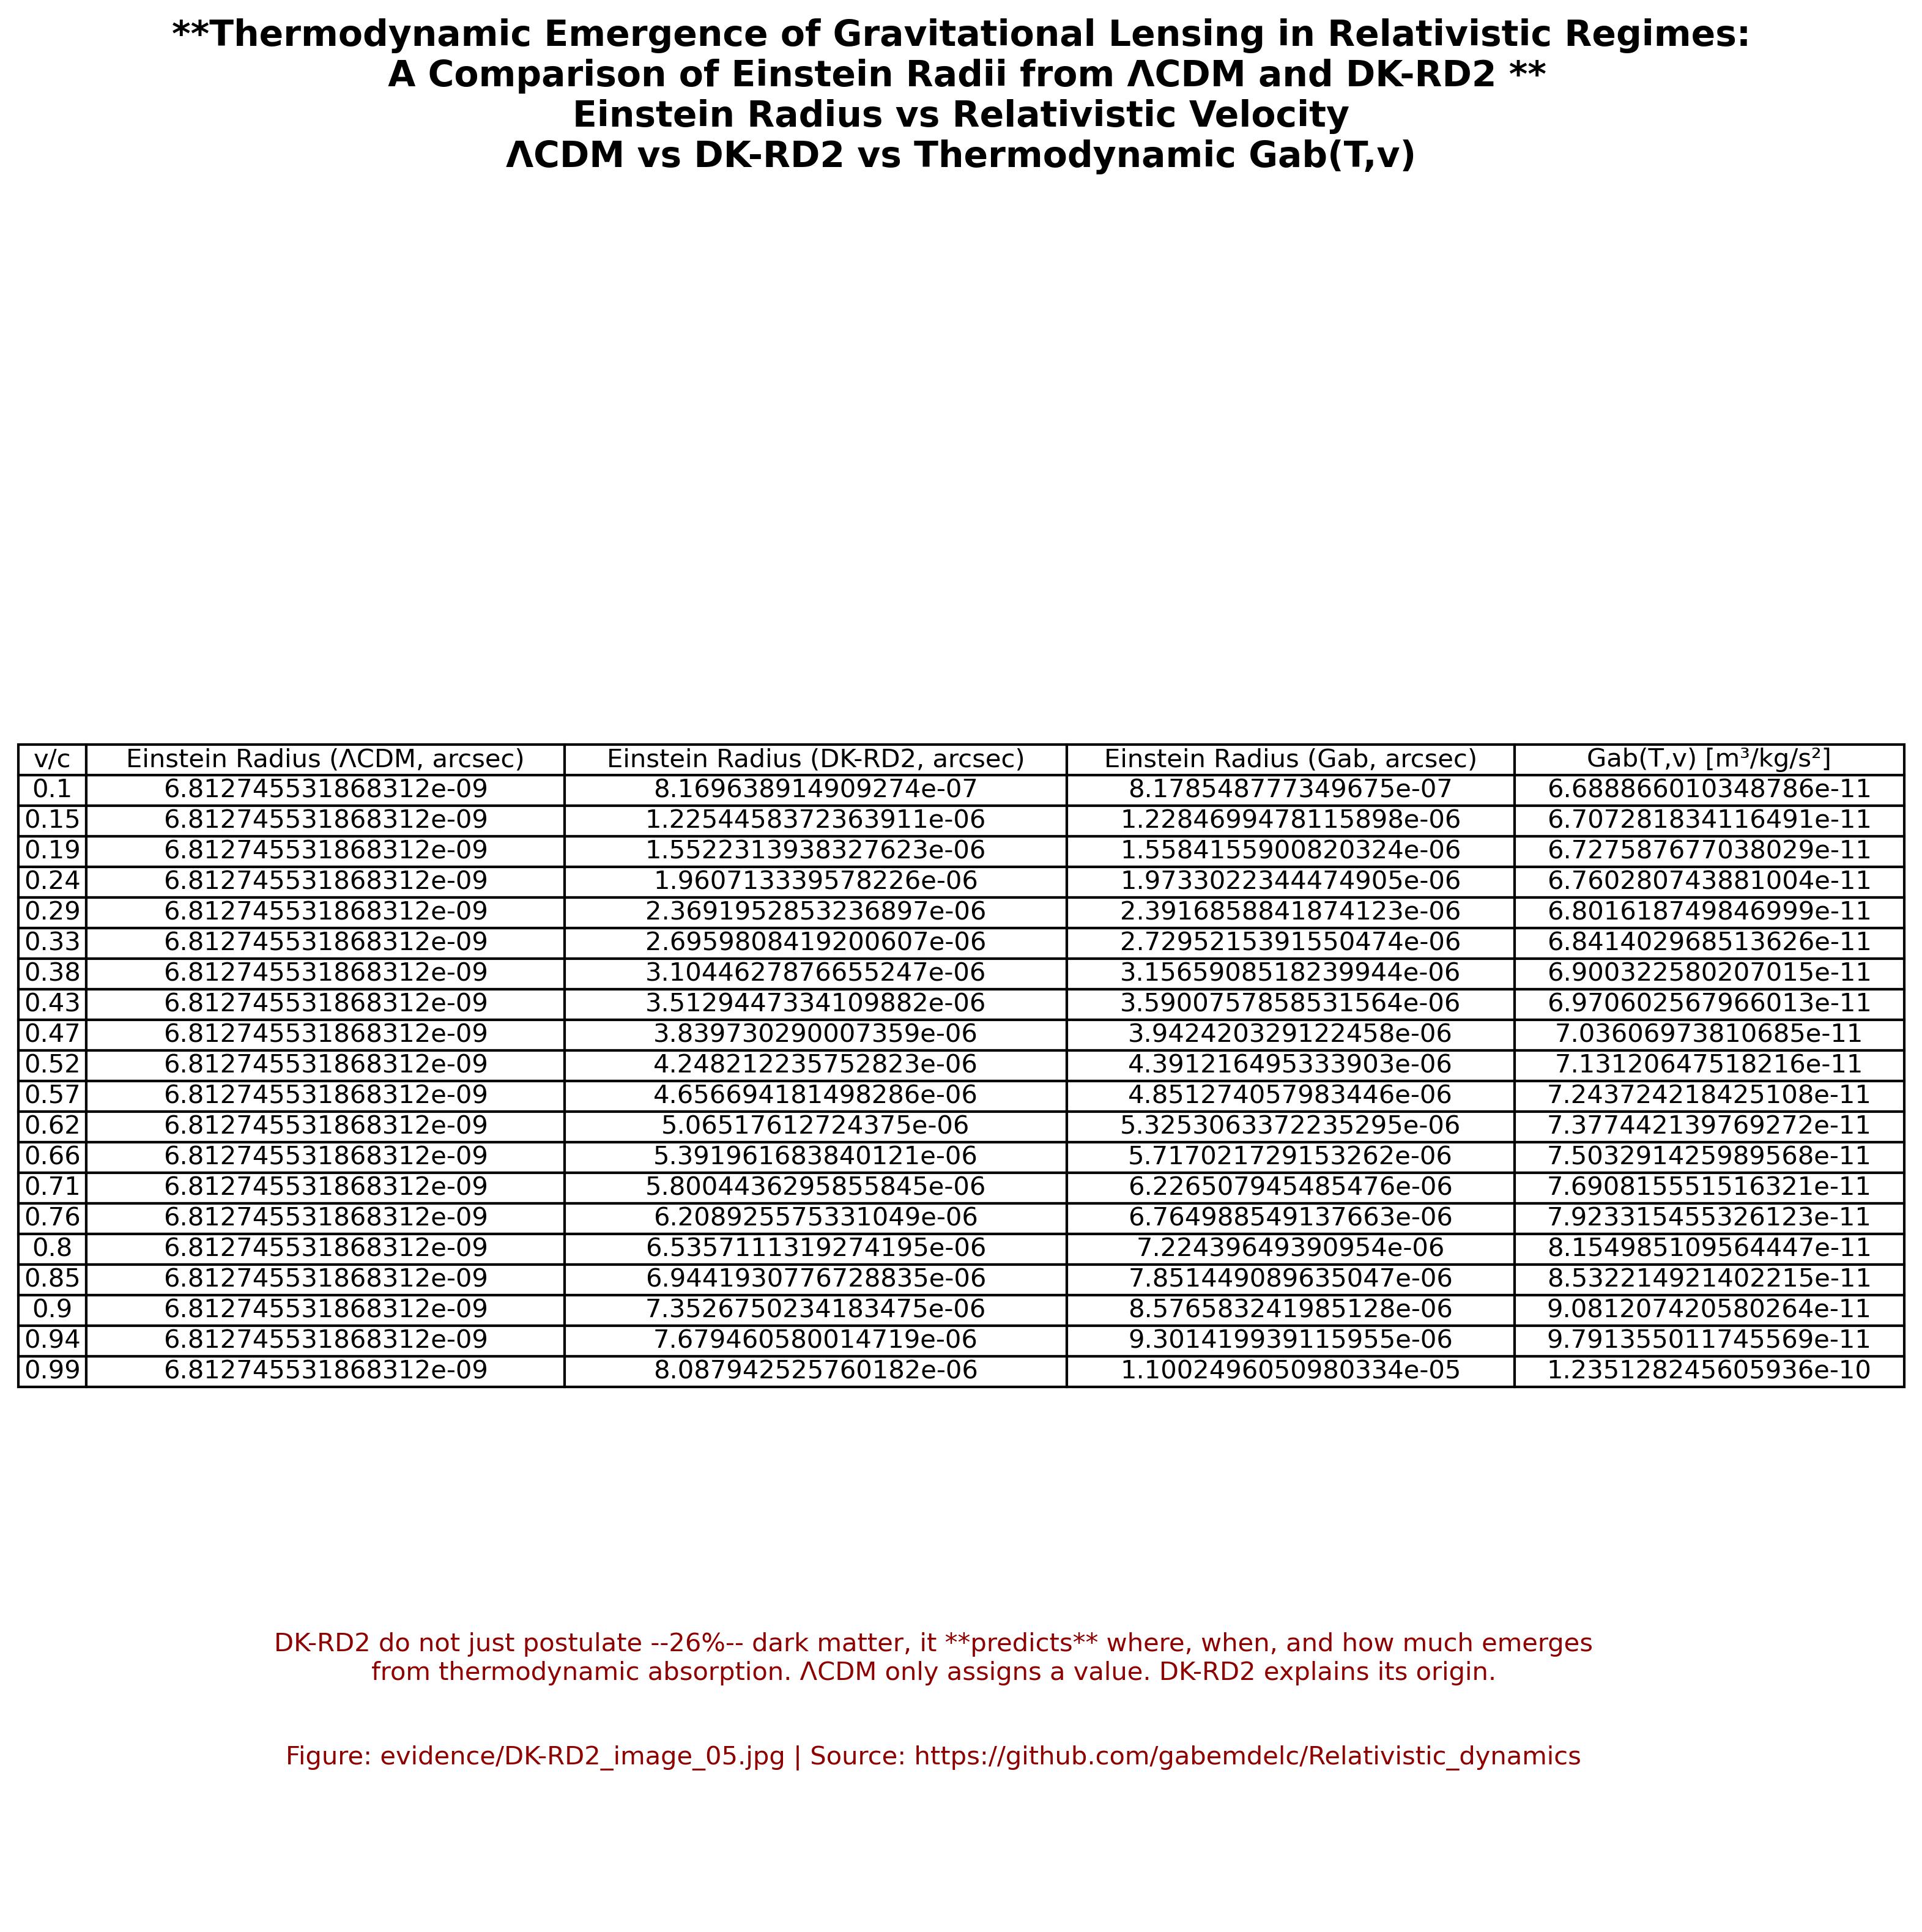 **Thermodynamic Emergence of Gravitational Lensing in Relativistic Regimes:
A Comparison of Einstein Radii from ΛCDM and DK-RD2 **
Einstein Radius vs Relativistic Velocity
ΛCDM vs DK-RD2 vs Thermodynamic Gab(T,v)
v/c Einstein Radius (ΛCDM, arcsec) Einstein Radius (DK-RD2, arcsec) Einstein Radius (Gab, arcsec) Gab(T,v) [m³/kg/s²]
0.1 6.812745531868312e-09 8.169638914909274e-07 8.178548777349675e-07 6.688866010348786e-11
0.15 6.812745531868312e-09 1.2254458372363911e-06 1.2284699478115898e-06 6.707281834116491e-11
0.19 6.812745531868312e-09 1.5522313938327623e-06 1.5584155900820324e-06 6.727587677038029e-11
0.24 6.812745531868312e-09 1.960713339578226e-06 1.9733022344474905e-06 6.760280743881004e-11
0.29 6.812745531868312e-09 2.3691952853236897e-06 2.3916858841874123e-06 6.801618749846999e-11
0.33 6.812745531868312e-09 2.6959808419200607e-06 2.7295215391550474e-06 6.841402968513626e-11
0.38 6.812745531868312e-09 3.1044627876655247e-06 3.1565908518239944e-06 6.900322580207015e-11
0.43 6.812745531868312e-09 3.5129447334109882e-06 3.5900757858531564e-06 6.970602567966013e-11
0.47 6.812745531868312e-09 3.839730290007359e-06 3.942420329122458e-06 7.03606973810685e-11
0.52 6.812745531868312e-09 4.248212235752823e-06 4.391216495333903e-06 7.13120647518216e-11
0.57 6.812745531868312e-09 4.656694181498286e-06 4.851274057983446e-06 7.243724218425108e-11
0.62 6.812745531868312e-09 5.06517612724375e-06 5.3253063372235295e-06 7.377442139769272e-11
0.66 6.812745531868312e-09 5.391961683840121e-06 5.717021729153262e-06 7.503291425989568e-11
0.71 6.812745531868312e-09 5.8004436295855845e-06 6.226507945485476e-06 7.690815551516321e-11
0.76 6.812745531868312e-09 6.208925575331049e-06 6.764988549137663e-06 7.923315455326123e-11
0.8 6.812745531868312e-09 6.5357111319274195e-06 7.22439649390954e-06 8.154985109564447e-11
0.85 6.812745531868312e-09 6.9441930776728835e-06 7.851449089635047e-06 8.532214921402215e-11
0.9 6.812745531868312e-09 7.3526750234183475e-06 8.576583241985128e-06 9.081207420580264e-11
0.94 6.812745531868312e-09 7.679460580014719e-06 9.301419939115955e-06 9.791355011745569e-11
0.99 6.812745531868312e-09 8.087942525760182e-06 1.1002496050980334e-05 1.235128245605936e-10
DK-RD2 do not just postulate --26%-- dark matter, it **predicts** where, when, and how much emerges
from thermodynamic absorption. ΛCDM only assigns a value. DK-RD2 explains its origin.
Figure: evidence/DK-RD2_image_05.jpg | Source: https://github.com/gabemdelc/Relativistic_dynamics